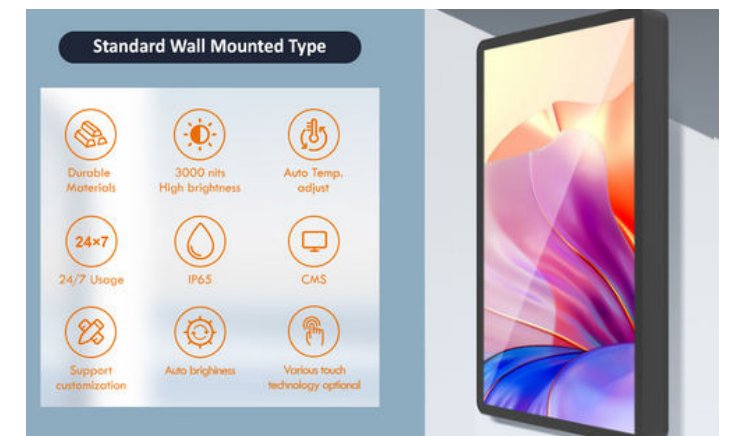 Standard Wall Mounted Type
Durable
Materials
3000 nits
High brightness
Auto Temp.
adjust
24×7
24/7 Usage
IP65
CMS
Support
customization
Auto brighiness
Various touch
technology optional